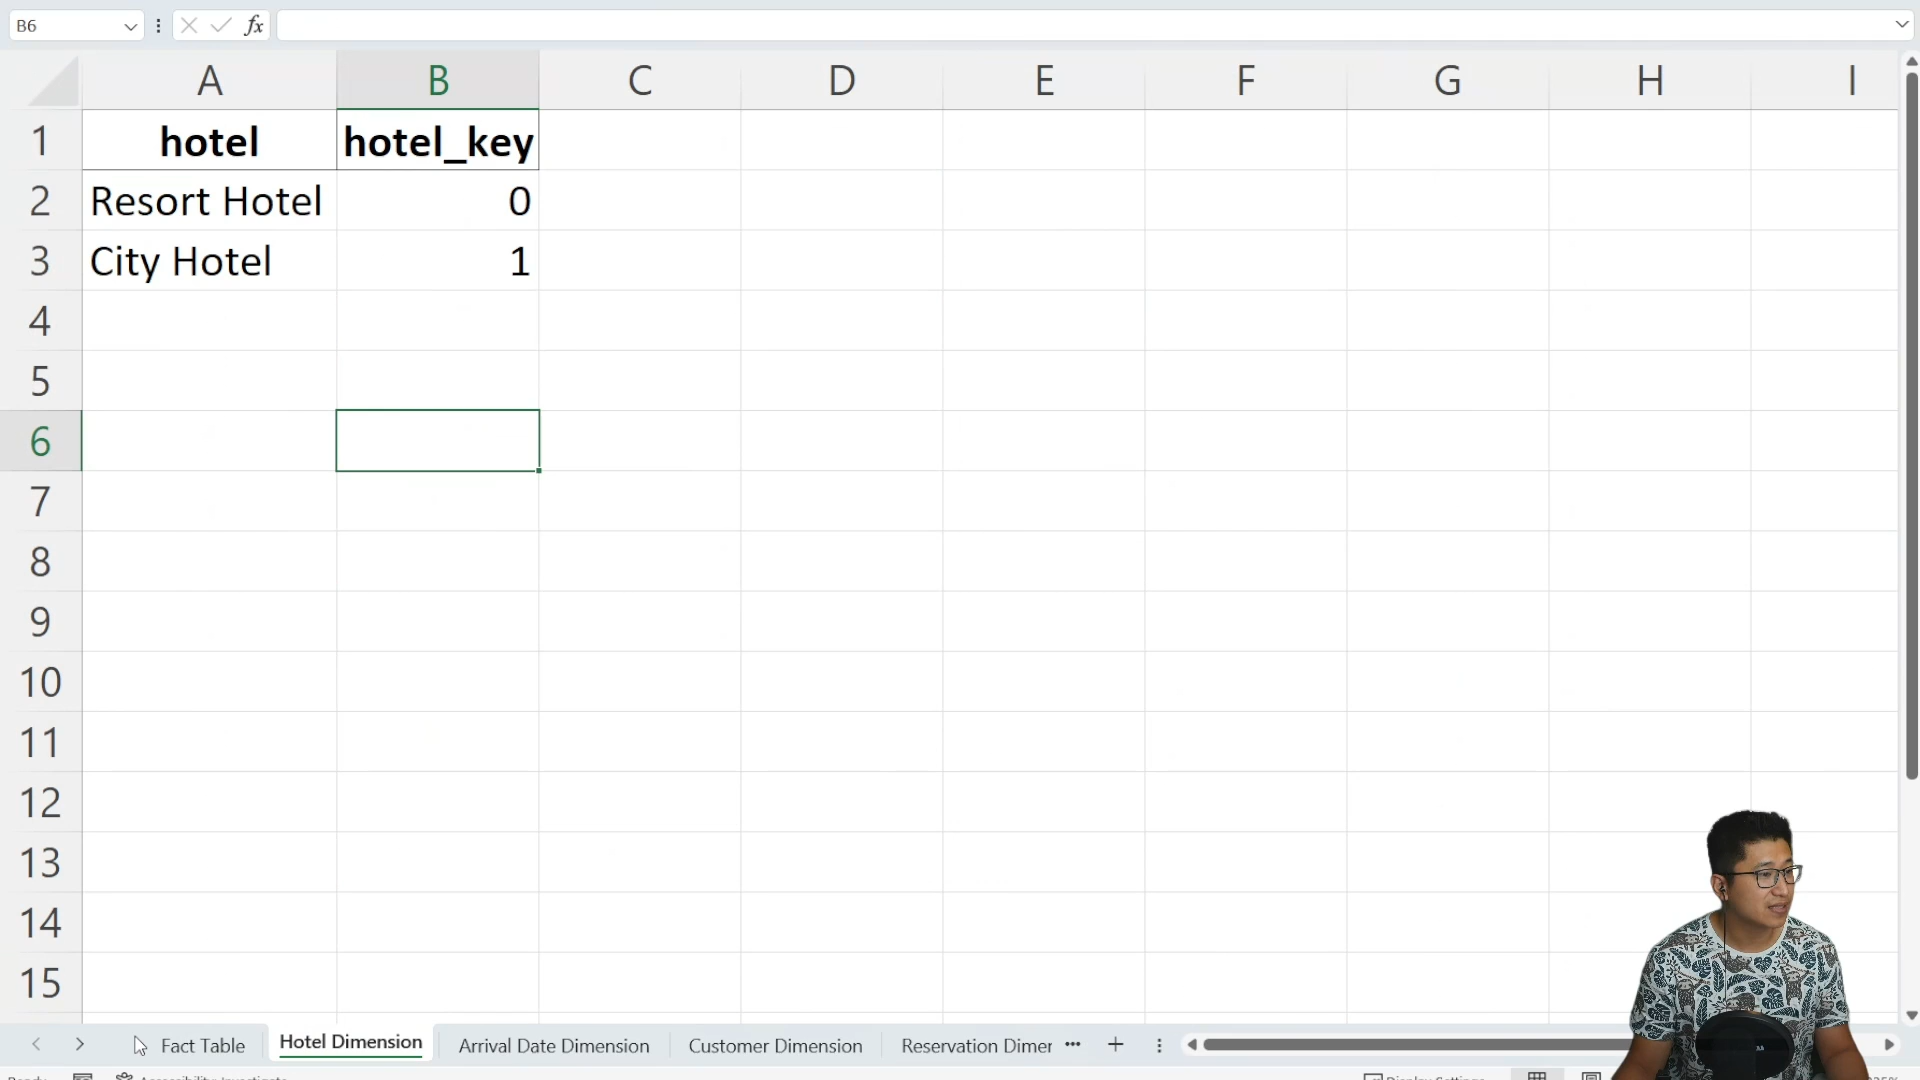 B6
fx
A B C D E F G H I
1 hotel hotel_key
2 Resort Hotel 0
3 City Hotel 1
4
5
6
7
8
9
10
11
12
13
14
15
Fact Table Hotel Dimension Arrival Date Dimension Customer Dimension Reservation Dimer ••• +